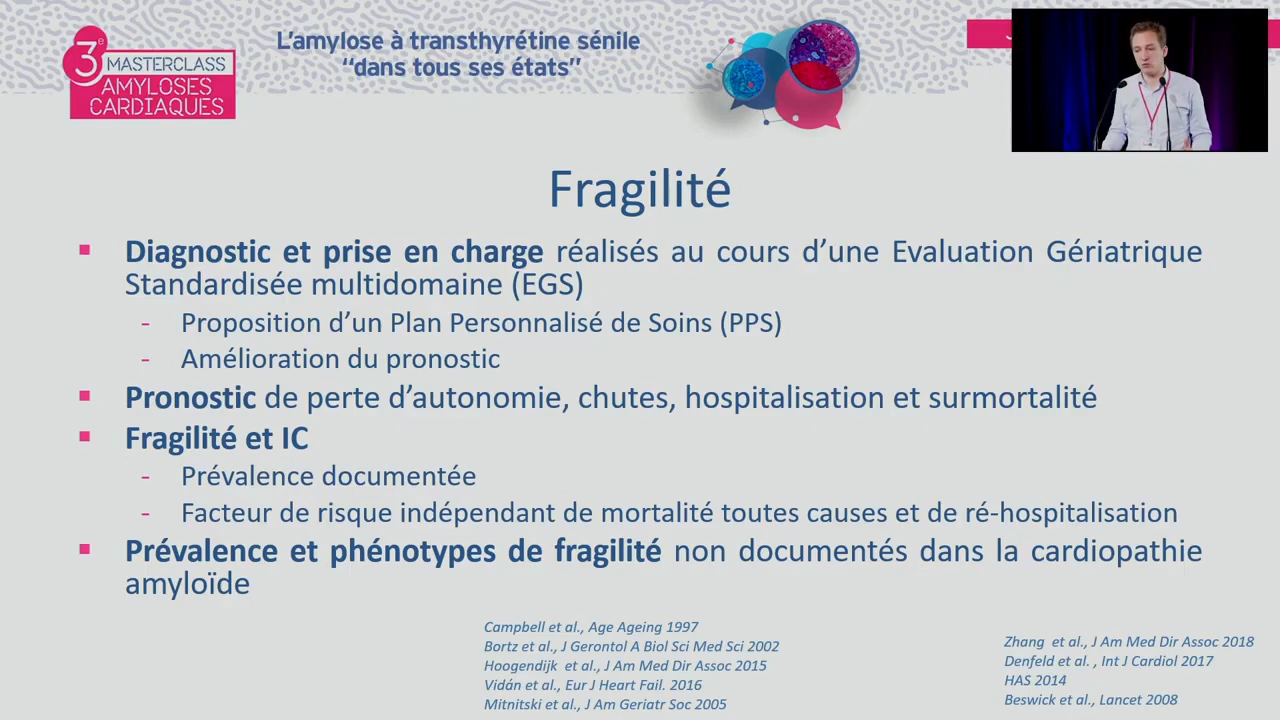 3e MASTERCLASS
AMYLOSES
CARDIAQUES
L'amylose à transthyrétine sénile
“dans tous ses états”
J
Fragilité
▪ Diagnostic et prise en charge réalisés au cours d’une Evaluation Gériatrique
Standardisée multidomaine (EGS)
- Proposition d’un Plan Personnalisé de Soins (PPS)
- Amélioration du pronostic
▪ Pronostic de perte d’autonomie, chutes, hospitalisation et surmortalité
▪ Fragilité et IC
- Prévalence documentée
- Facteur de risque indépendant de mortalité toutes causes et de ré-hospitalisation
▪ Prévalence et phénotypes de fragilité non documentés dans la cardiopathie
amyloïde
Campbell et al., Age Ageing 1997
Bortz et al., J Gerontol A Biol Sci Med Sci 2002
Hoogendijk et al., J Am Med Dir Assoc 2015
Vidán et al., Eur J Heart Fail. 2016
Mitnitski et al., J Am Geriatr Soc 2005
Zhang et al., J Am Med Dir Assoc 2018
Denfeld et al. , Int J Cardiol 2017
HAS 2014
Beswick et al., Lancet 2008